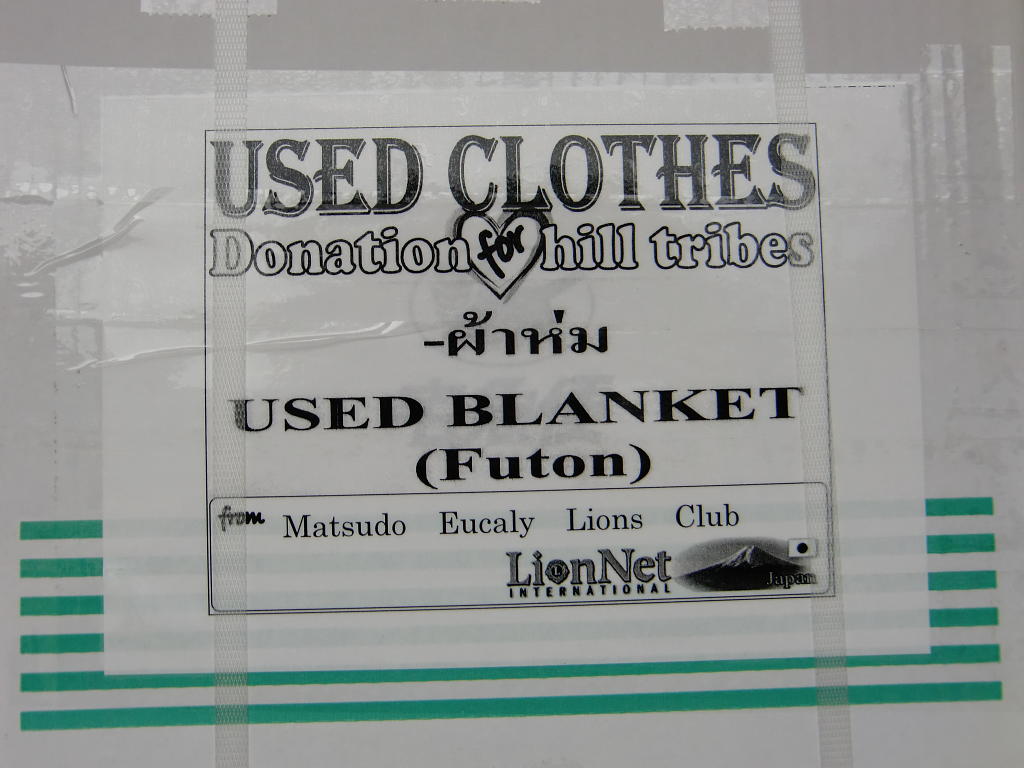 USED CLOTHES
Donation for hill tribes
-ผ้าห่ม
USED BLANKET
(Futon)
from Matsudo Eucaly Lions Club
LionNet
INTERNATIONAL
Japan